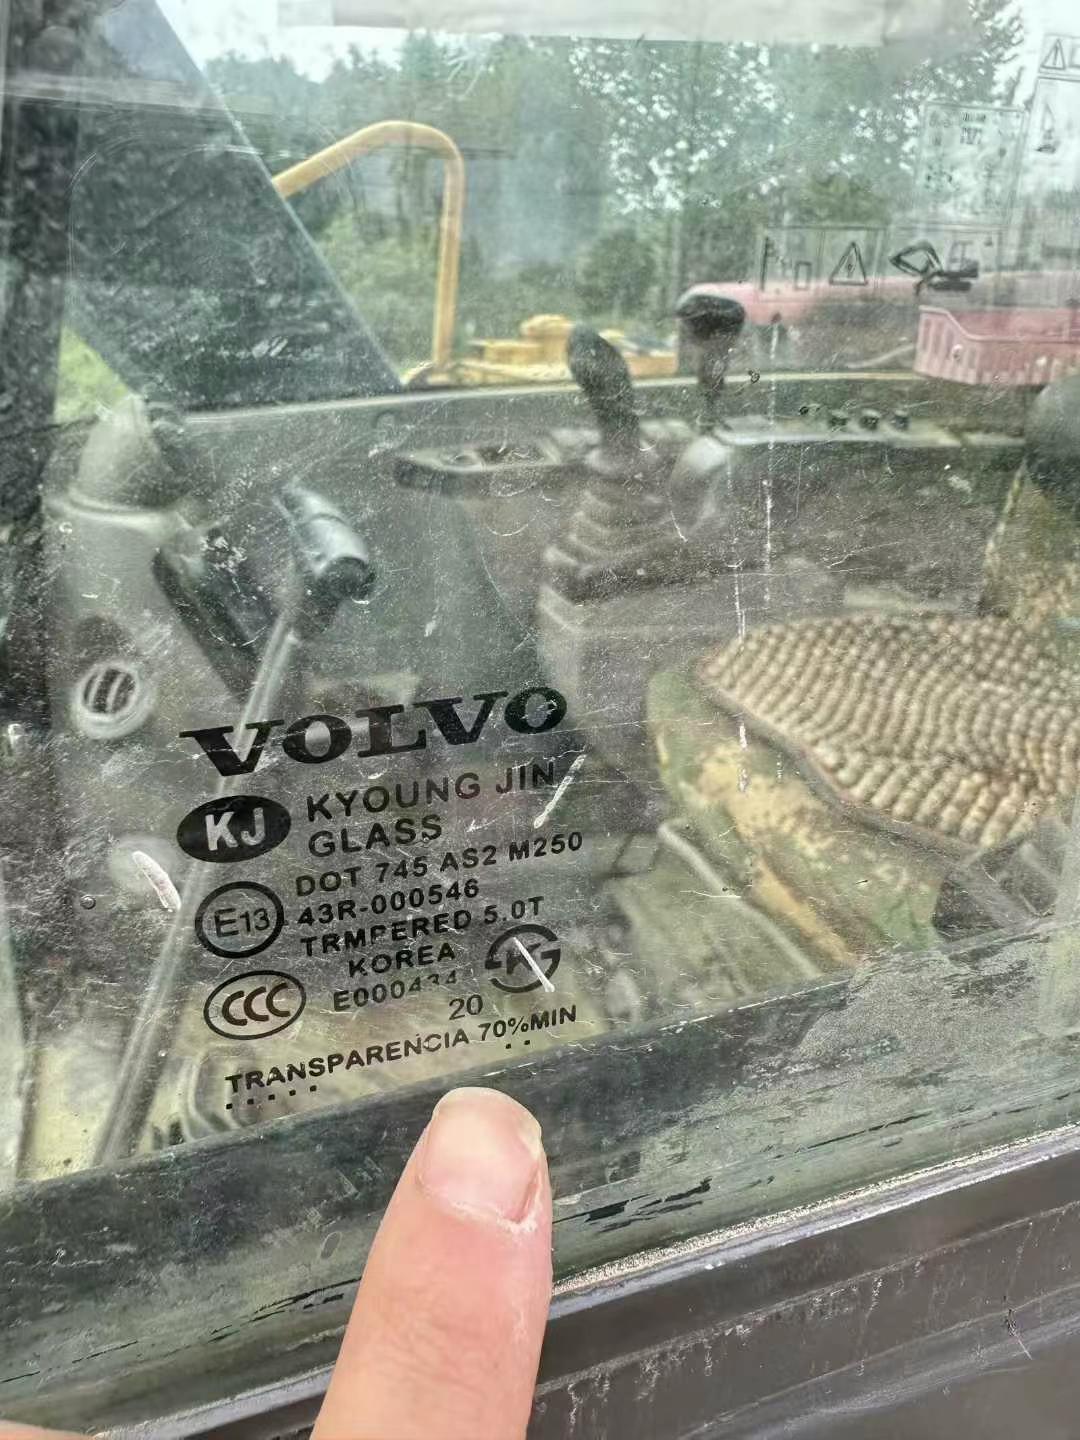 VOLVO
KJ KYOUNG JIN
GLASS
DOT 745 AS2 M250
E13 43R-000546
TRMPERED 5.0T
KOREA
CCC E000434
20
TRANSPARENCIA 70%MIN